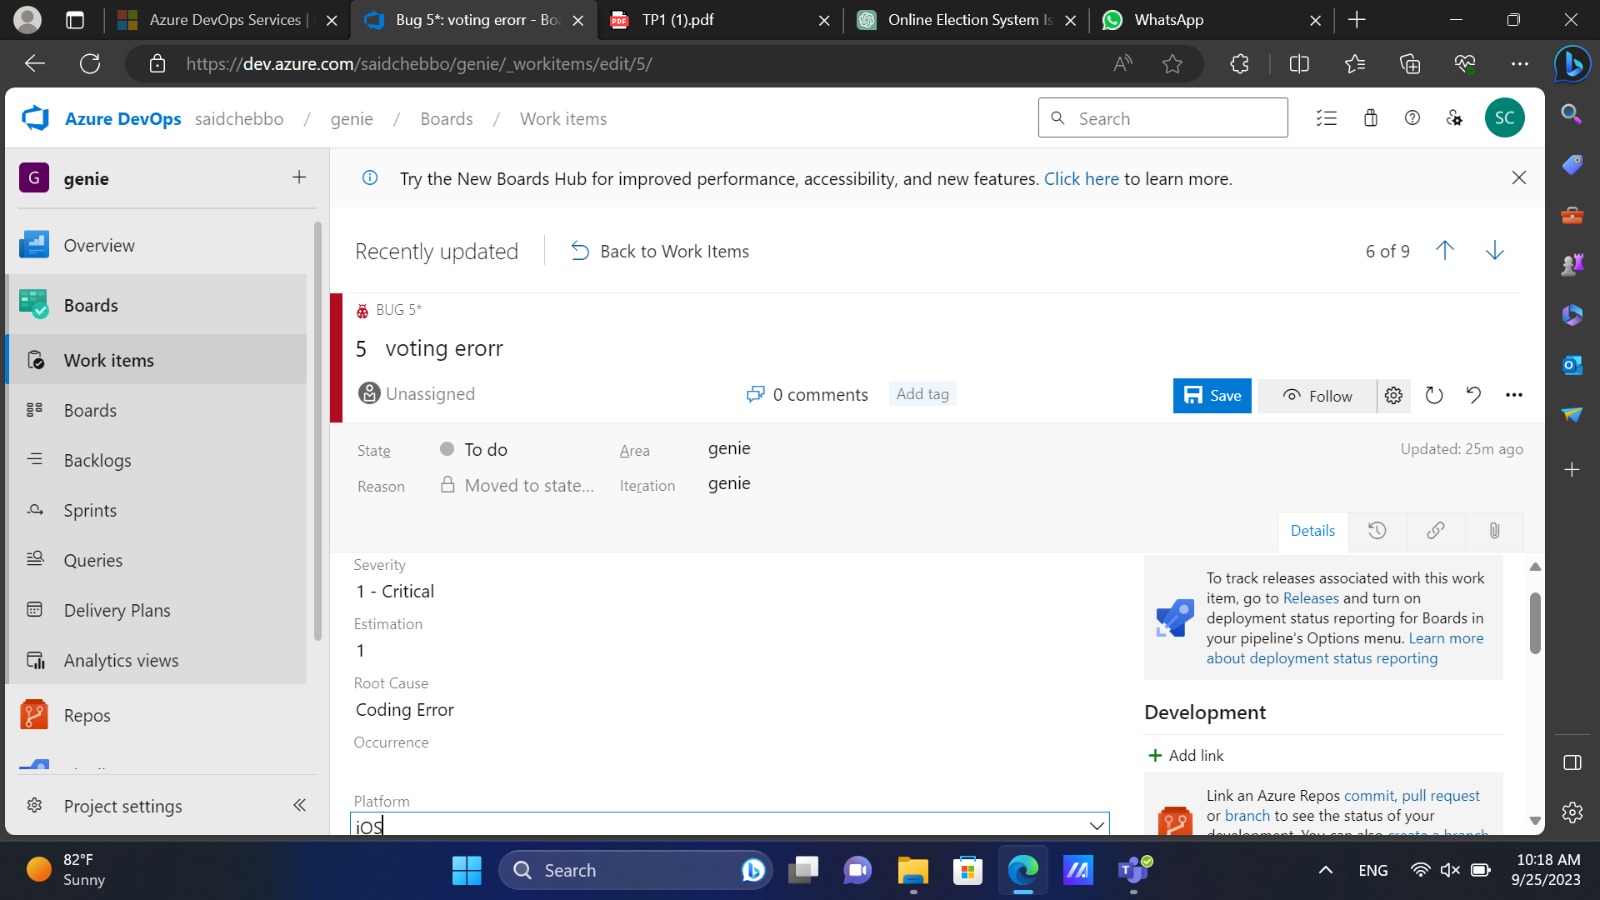 Azure DevOps Services |
Bug 5*: voting erorr - Bo
TP1 (1).pdf
Online Election System Is
WhatsApp
https://dev.azure.com/saidchebbo/genie/_workitems/edit/5/
Azure DevOps saidchebbo / genie / Boards / Work items
Search
SC
G genie
Try the New Boards Hub for improved performance, accessibility, and new features. Click here to learn more.
Overview
Boards
Work items
Boards
Backlogs
Sprints
Queries
Delivery Plans
Analytics views
Repos
Project settings
Recently updated
Back to Work Items
6 of 9
BUG 5*
5 voting erorr
Unassigned
0 comments
Add tag
Save
Follow
State To do
Area genie
Updated: 25m ago
Reason Moved to state...
Iteration genie
Details
Severity
1 - Critical
Estimation
1
Root Cause
Coding Error
Occurrence
Platform
iOS
To track releases associated with this work
item, go to Releases and turn on
deployment status reporting for Boards in
your pipeline's Options menu. Learn more
about deployment status reporting
Development
Add link
Link an Azure Repos commit, pull request
or branch to see the status of your
development. You can also create a branch
82°F
Sunny
Search
ENG
10:18 AM
9/25/2023